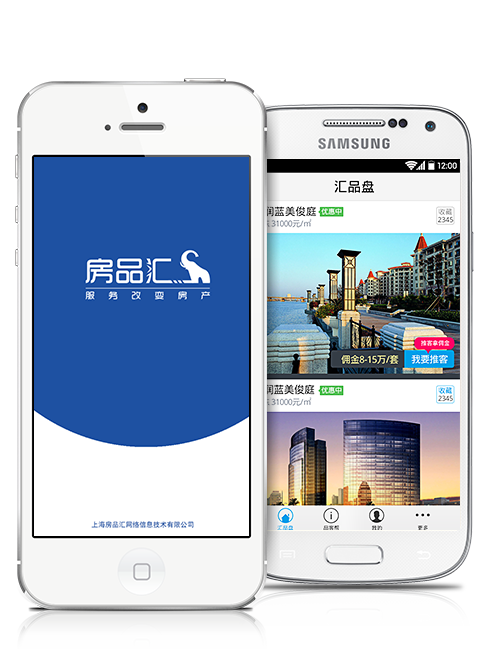 房品汇
服务改变房产
上海房品汇网络信息技术有限公司
SAMSUNG
12:00
汇品盘
润蓝美俊庭 优惠中
31000元/㎡
收藏
2345
推客拿佣金
佣金8-15万/套
我要推客
润蓝美俊庭 优惠中
31000元/㎡
收藏
2345
汇品盘
品客帮
我的
更多